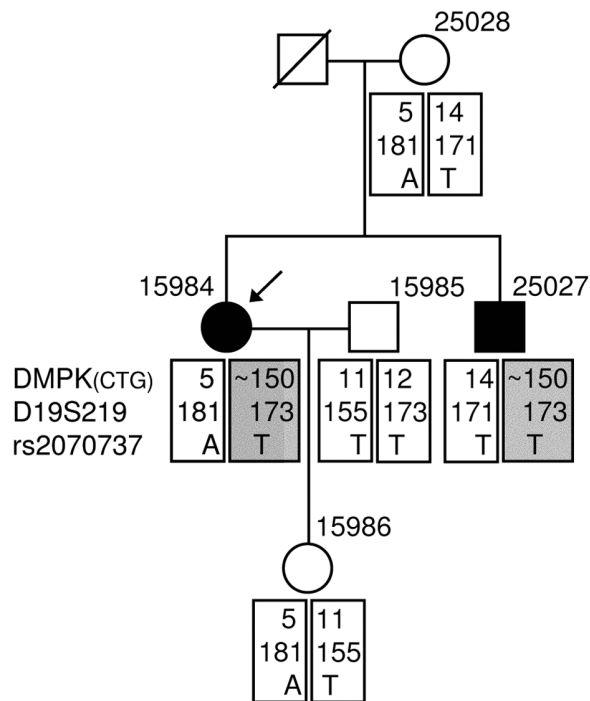 25028
5 14
181 171
A T
15984 15985 25027
DMPK(CTG) 5 ~150 11 12 14 ~150
D19S219 181 173 155 173 171 173
rs2070737 A T T T T T
15986
5 11
181 155
A T